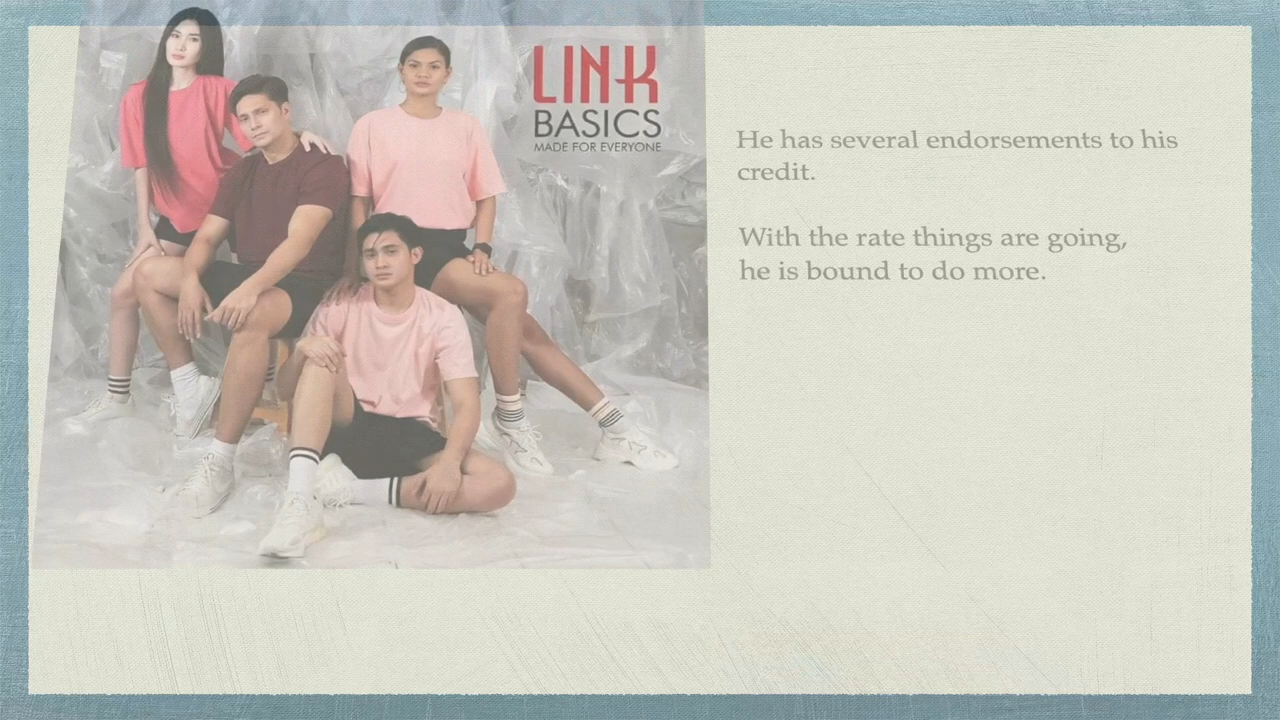 LINK
BASICS
MADE FOR EVERYONE
He has several endorsements to his
credit.
With the rate things are going,
he is bound to do more.